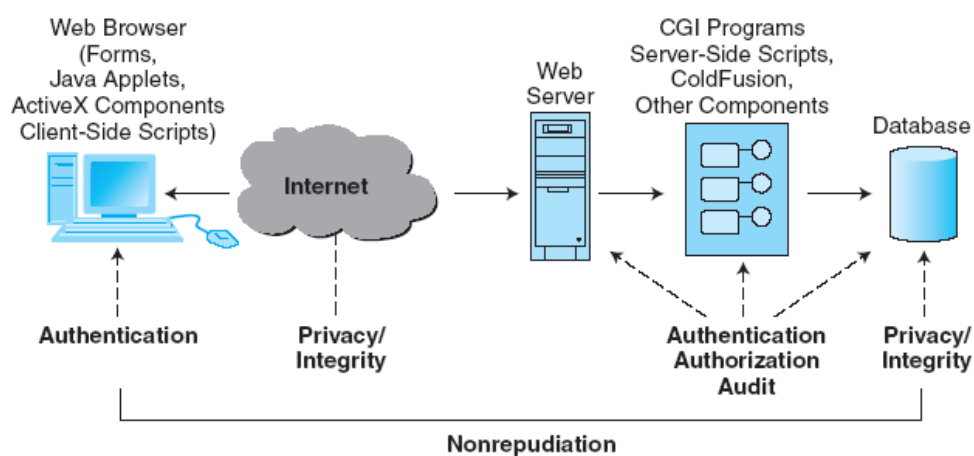 Web Browser
(Forms,
Java Applets,
ActiveX Components
Client-Side Scripts)
Internet
Web
Server
CGI Programs
Server-Side Scripts,
ColdFusion,
Other Components
Database
Authentication
Privacy/
Integrity
Authentication
Authorization
Audit
Privacy/
Integrity
Nonrepudiation